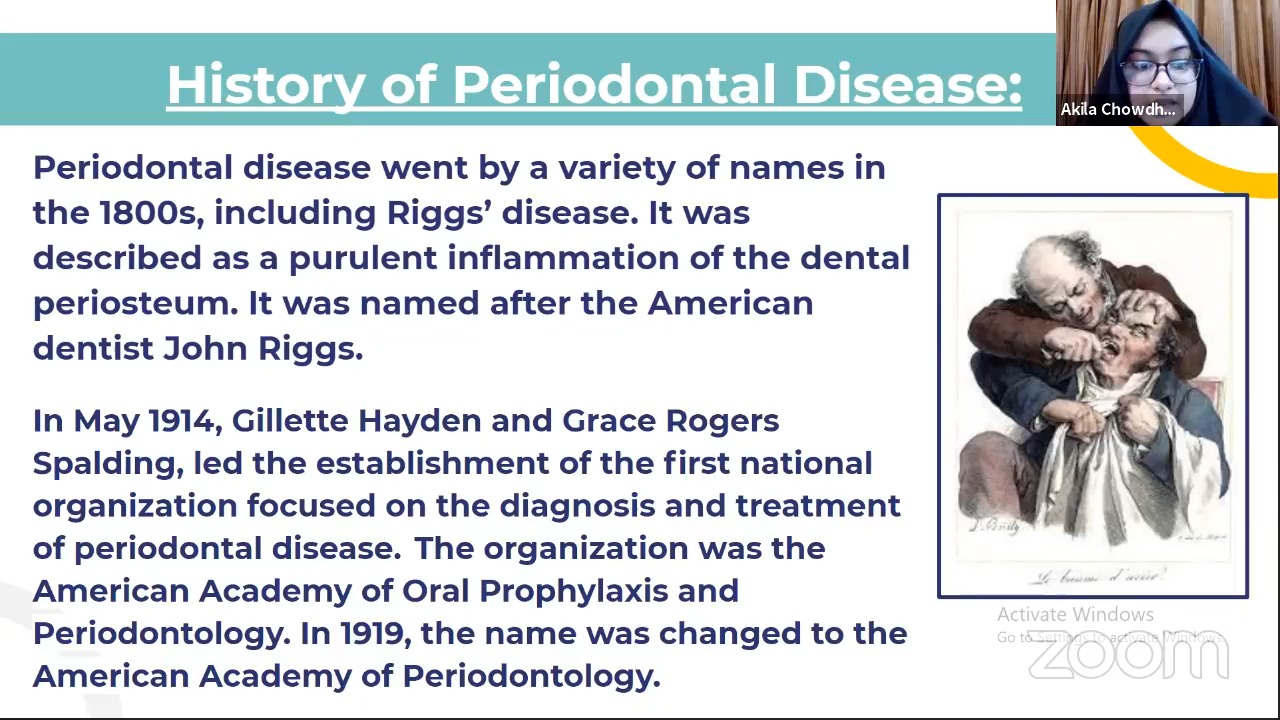 History of Periodontal Disease:
Akila Chowdh...
Periodontal disease went by a variety of names in
the 1800s, including Riggs’ disease. It was
described as a purulent inflammation of the dental
periosteum. It was named after the American
dentist John Riggs.
In May 1914, Gillette Hayden and Grace Rogers
Spalding, led the establishment of the first national
organization focused on the diagnosis and treatment
of periodontal disease. The organization was the
American Academy of Oral Prophylaxis and
Periodontology. In 1919, the name was changed to the
American Academy of Periodontology.
Le baume d'acier
Activate Windows
Go to Settings to activate Windows.
zoom